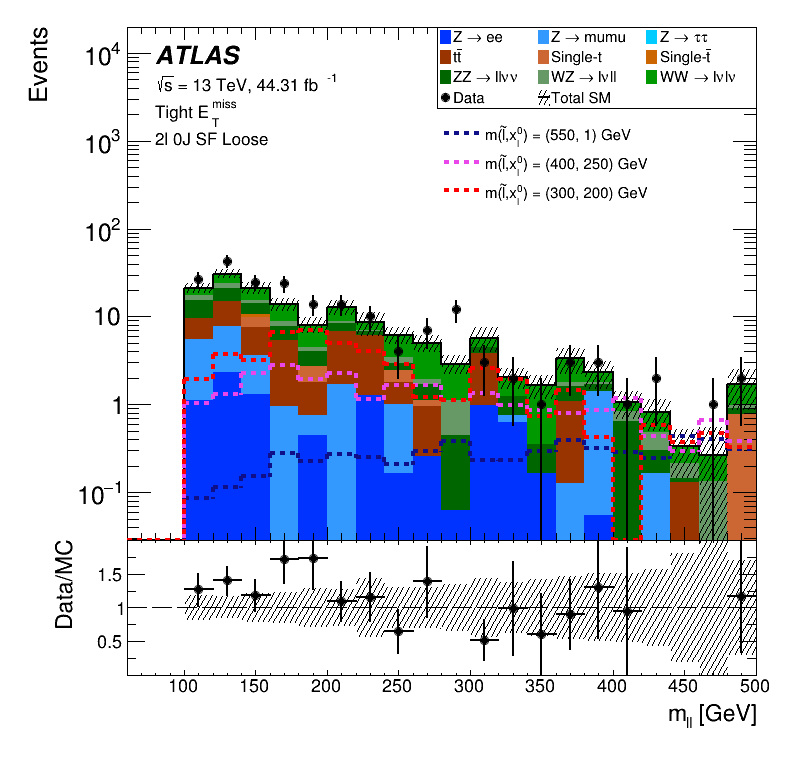 Events
10⁴
10³
10²
10
1
10⁻¹
ATLAS
√s = 13 TeV, 44.31 fb⁻¹
Tight E_T^miss
2l 0J SF Loose
Z → ee Z → mumu Z → ττ
tt̄ Single-t Single-t̄
ZZ → llνν WZ → lνll WW → lνlν
Data Total SM
m(l̃,x̃⁰₁) = (550, 1) GeV
m(l̃,x̃⁰₁) = (400, 250) GeV
m(l̃,x̃⁰₁) = (300, 200) GeV
Data/MC
1.5
1
0.5
100 150 200 250 300 350 400 450 500
m_ll [GeV]